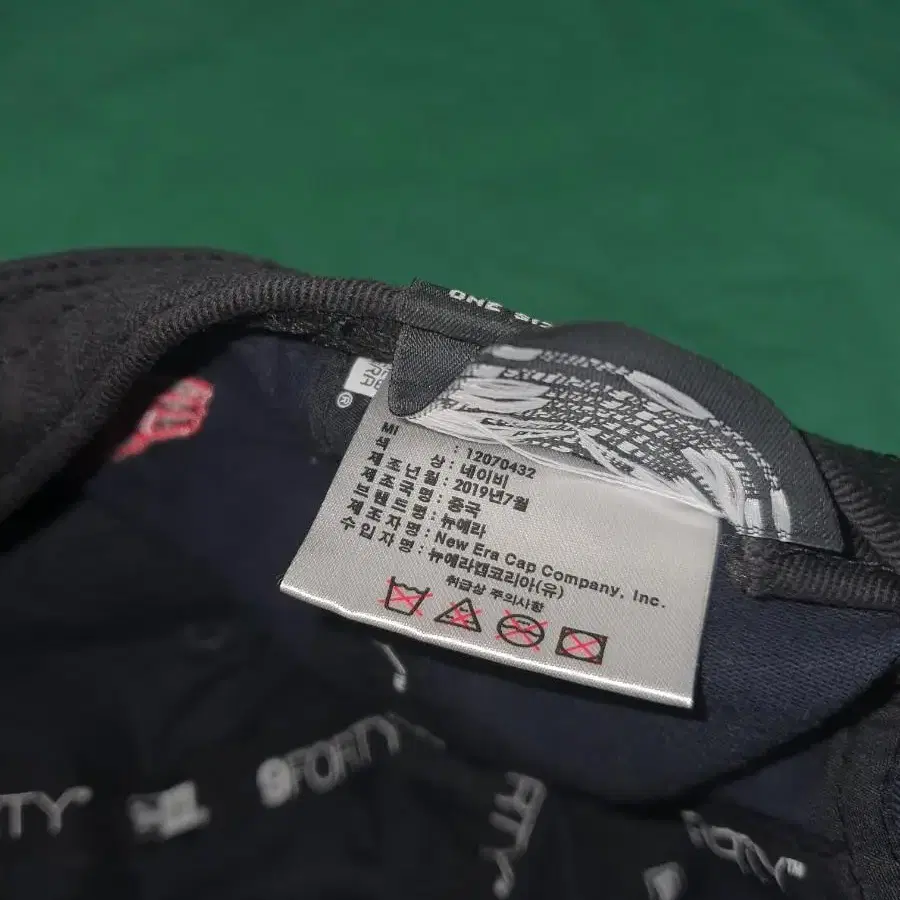 ONE SIZ
ERA
®
MI : 12070432
색 상 : 네이비
제조년월 : 2019년7월
제조국명 : 중국
브랜드명 : 뉴에라
제조자명 : New Era Cap Company, Inc.
수입자명 : 뉴에라캡코리아(유)
취급상 주의사항
9FORTY